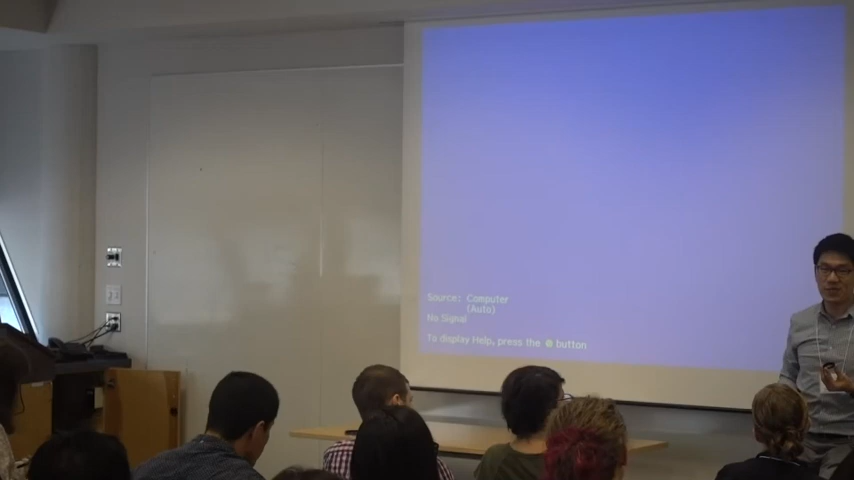 Source: Computer
(Auto)
No Signal
To display Help, press the button